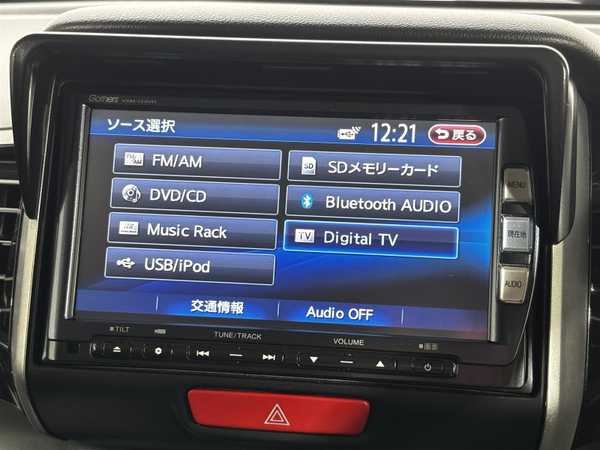 Gathers
ソース選択
12:21
戻る
FM/AM
SDメモリーカード
SD
DVD/CD
Bluetooth AUDIO
Music Rack
TV
Digital TV
USB/iPod
交通情報
Audio OFF
MENU
現在地
AUDIO
TILT
TUNE/TRACK
VOLUME